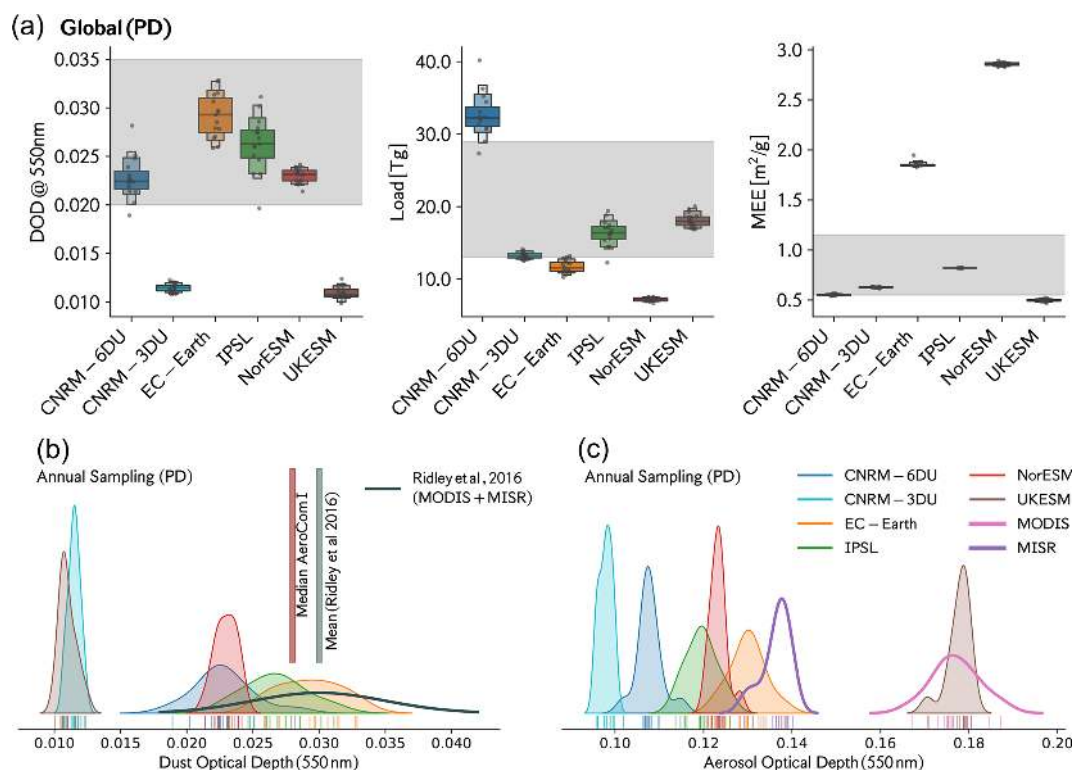 (a) Global (PD)
0.035
0.030
0.025
0.020
0.015
0.010
DOD @ 550nm
CNRM – 6DU
CNRM – 3DU
EC – Earth
IPSL
NorESM
UKESM
40.0
30.0
20.0
10.0
Load [Tg]
CNRM – 6DU
CNRM – 3DU
EC – Earth
IPSL
NorESM
UKESM
3.0
2.5
2.0
1.5
1.0
0.5
MEE [m²/g]
CNRM – 6DU
CNRM – 3DU
EC – Earth
IPSL
NorESM
UKESM
(b)
Annual Sampling (PD)
Median AeroCom I
Mean (Ridley et al 2016)
Ridley et al, 2016
(MODIS + MISR)
0.010 0.015 0.020 0.025 0.030 0.035 0.040
Dust Optical Depth (550 nm)
(c)
Annual Sampling (PD)
CNRM – 6DU
CNRM – 3DU
EC – Earth
IPSL
NorESM
UKESM
MODIS
MISR
0.10 0.12 0.14 0.16 0.18 0.20
Aerosol Optical Depth (550 nm)